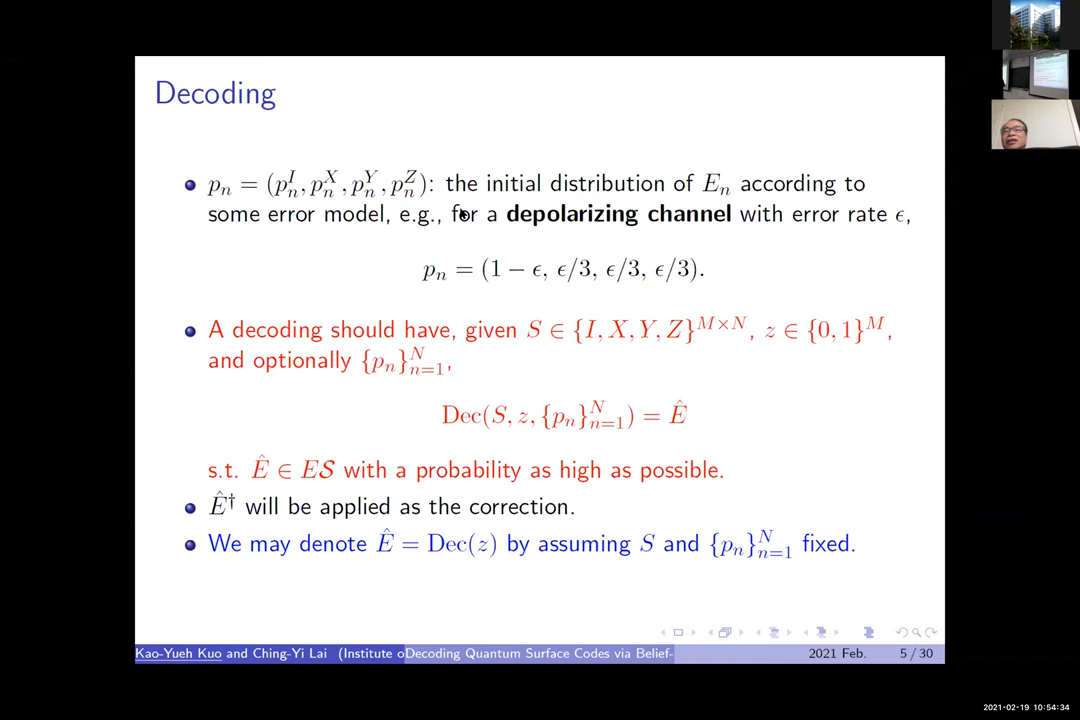 Decoding
p_n = (p_n^I, p_n^X, p_n^Y, p_n^Z): the initial distribution of E_n according to
some error model, e.g., for a depolarizing channel with error rate ϵ,
p_n = (1 − ϵ, ϵ/3, ϵ/3, ϵ/3).
A decoding should have, given S ∈ {I, X, Y, Z}^{M×N}, z ∈ {0, 1}^M,
and optionally {p_n}_{n=1}^N,
Dec(S, z, {p_n}_{n=1}^N) = Ê
s.t. Ê ∈ E𝒮 with a probability as high as possible.
Ê† will be applied as the correction.
We may denote Ê = Dec(z) by assuming S and {p_n}_{n=1}^N fixed.
Kao-Yueh Kuo and Ching-Yi Lai (Institute o Decoding Quantum Surface Codes via Belief- 2021 Feb. 5 / 30
2021-02-19 10:54:34